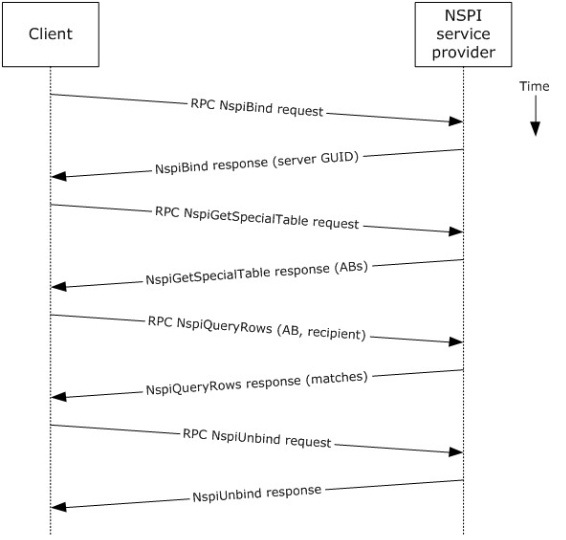 Client
NSPI
service
provider
Time
RPC NspiBind request
NspiBind response (server GUID)
RPC NspiGetSpecialTable request
NspiGetSpecialTable response (ABs)
RPC NspiQueryRows (AB, recipient)
NspiQueryRows response (matches)
RPC NspiUnbind request
NspiUnbind response